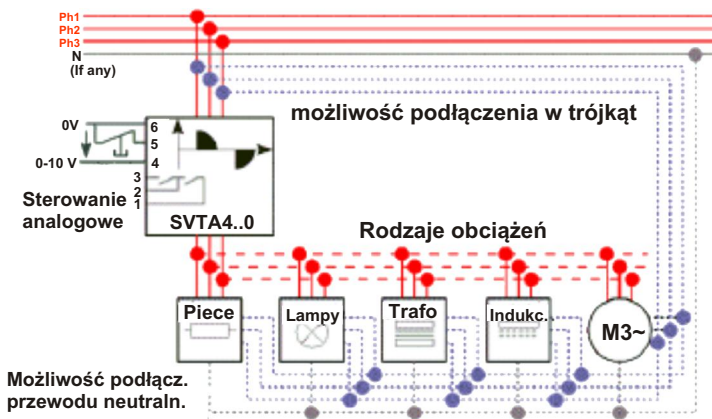 Ph1
Ph2
Ph3
N
(If any)
możliwość podłączenia w trójkąt
0V
0-10 V
6
5
4
3
2
1
Sterowanie
analogowe
SVTA4..0
Rodzaje obciążeń
Piece
Lampy
Trafo
Indukc..
M3~
Możliwość podłącz.
przewodu neutraln.